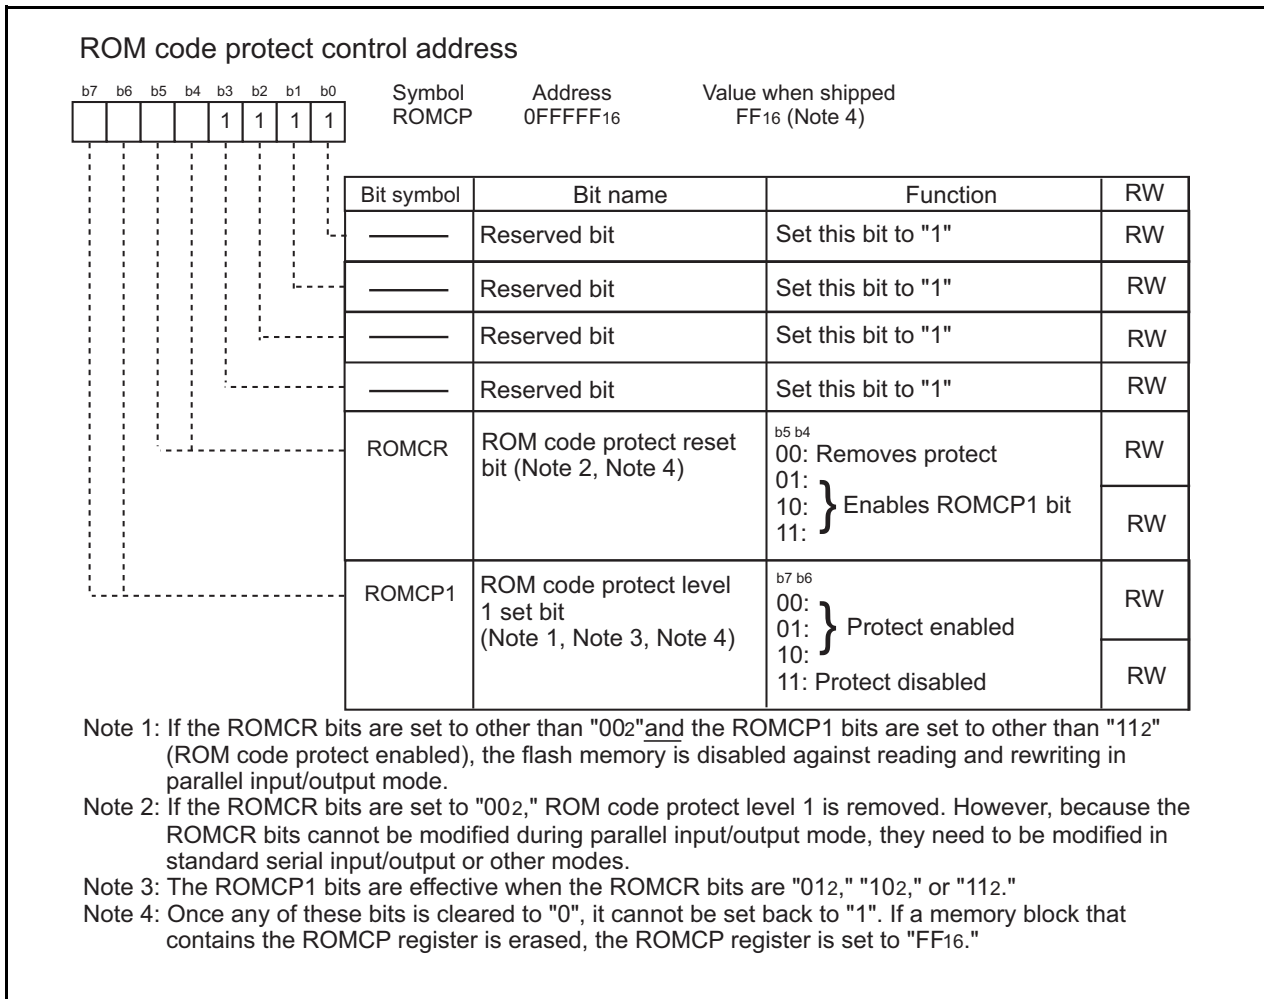 ROM code protect control address
b7 b6 b5 b4 b3 b2 b1 b0
1 1 1 1
Symbol Address Value when shipped
ROMCP 0FFFFF16 FF16 (Note 4)
Bit symbol Bit name Function RW
Reserved bit Set this bit to "1" RW
Reserved bit Set this bit to "1" RW
Reserved bit Set this bit to "1" RW
Reserved bit Set this bit to "1" RW
ROMCR ROM code protect reset bit (Note 2, Note 4)
b5 b4
00: Removes protect
01:
10: Enables ROMCP1 bit
11:
RW
RW
ROMCP1 ROM code protect level 1 set bit (Note 1, Note 3, Note 4)
b7 b6
00:
01: Protect enabled
10:
11: Protect disabled
RW
RW
Note 1: If the ROMCR bits are set to other than "002"and the ROMCP1 bits are set to other than "112"
(ROM code protect enabled), the flash memory is disabled against reading and rewriting in
parallel input/output mode.
Note 2: If the ROMCR bits are set to "002," ROM code protect level 1 is removed. However, because the
ROMCR bits cannot be modified during parallel input/output mode, they need to be modified in
standard serial input/output or other modes.
Note 3: The ROMCP1 bits are effective when the ROMCR bits are "012," "102," or "112."
Note 4: Once any of these bits is cleared to "0", it cannot be set back to "1". If a memory block that
contains the ROMCP register is erased, the ROMCP register is set to "FF16."